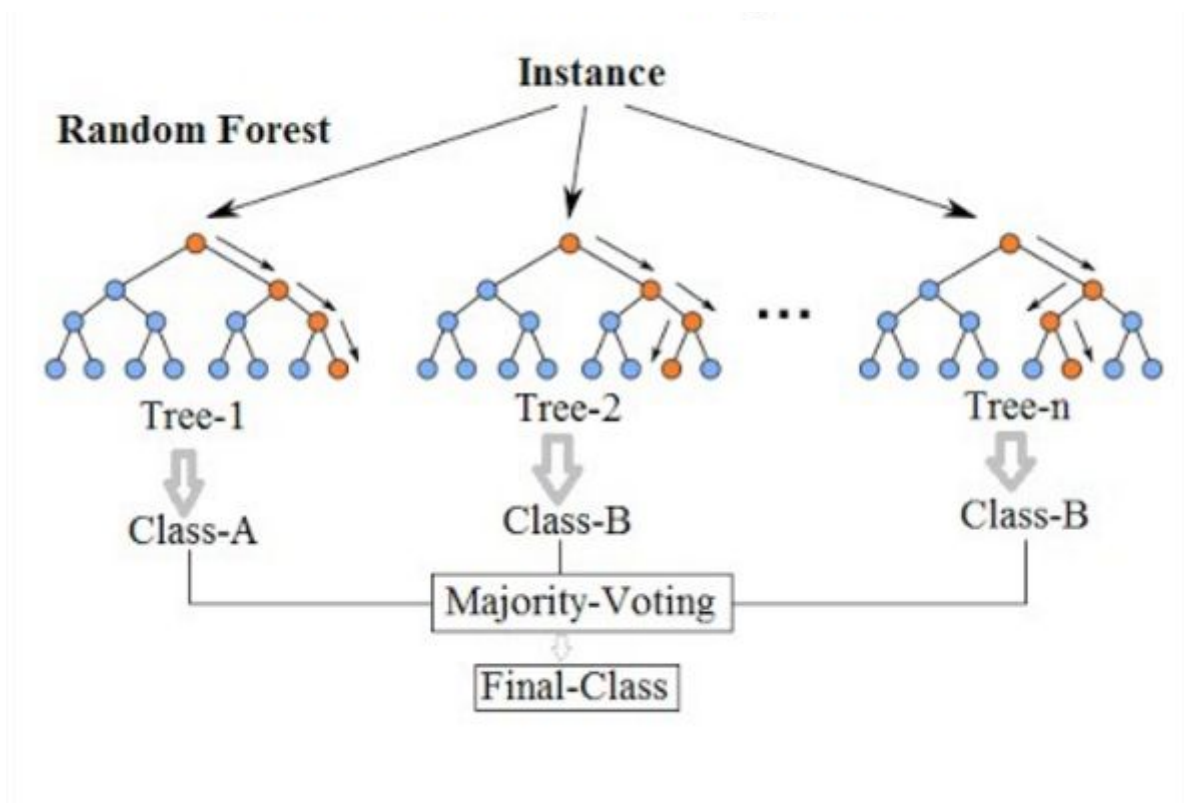 Instance
Random Forest
...
Tree-1
Tree-2
Tree-n
Class-A
Class-B
Class-B
Majority-Voting
Final-Class